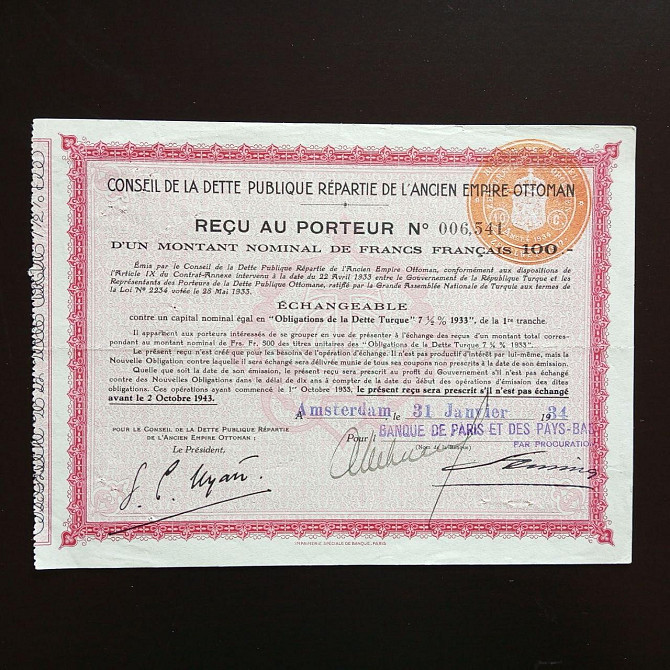 CONSEIL DE LA DETTE PUBLIQUE RÉPARTIE DE L'ANCIEN EMPIRE OTTOMAN
REÇU AU PORTEUR N° 006,541
D'UN MONTANT NOMINAL DE FRANCS FRANÇAIS 100.-
Émis par le Conseil de la Dette Publique Répartie de l'Ancien Empire Ottoman, conformément aux dispositions de
l'Article IX du Contrat-Annexe intervenu à la date du 22 Avril 1933 entre le Gouvernement de la République Turque et les
Représentants des Porteurs de la Dette Publique Ottomane, ratifié par la Grande Assemblée Nationale de Turquie aux termes de
la Loi N° 2234 votée le 28 Mai 1933.
ÉCHANGEABLE
contre un capital nominal égal en "Obligations de la Dette Turque" 7 ½ % 1933", de la 1re tranche.
Il appartient aux porteurs intéressés de se grouper en vue de présenter à l'échange des reçus d'un montant total corres-
pondant au montant nominal de Frs. Fr. 500 des titres unitaires des "Obligations de la Dette Turque 7 ½ % 1933".
Le présent reçu n'est créé que pour les besoins de l'opération d'échange. Il n'est pas productif d'intérêt par lui-même, mais la
Nouvelle Obligation contre laquelle il sera échangé sera délivrée munie de tous ses coupons non prescrits à la date de son émission.
Quelle que soit la date de son émission, le présent reçu sera prescrit au profit du Gouvernement s'il n'est pas échangé
contre des Nouvelles Obligations dans le délai de dix ans à compter de la date du début des opérations d'émission des dites
obligations. Ces opérations ayant commencé le 1er Octobre 1933, le présent reçu sera prescrit s'il n'est pas échangé
avant le 2 Octobre 1943.
A Amsterdam, le 31 Janvier 1934
POUR LE CONSEIL DE LA DETTE PUBLIQUE RÉPARTIE
DE L'ANCIEN EMPIRE OTTOMAN :
Le Président,
Pour BANQUE DE PARIS ET DES PAYS-BAS
(Nom de la Banque)
PAR PROCURATION
IMPRIMERIE SPÉCIALE DE BANQUE, PARIS